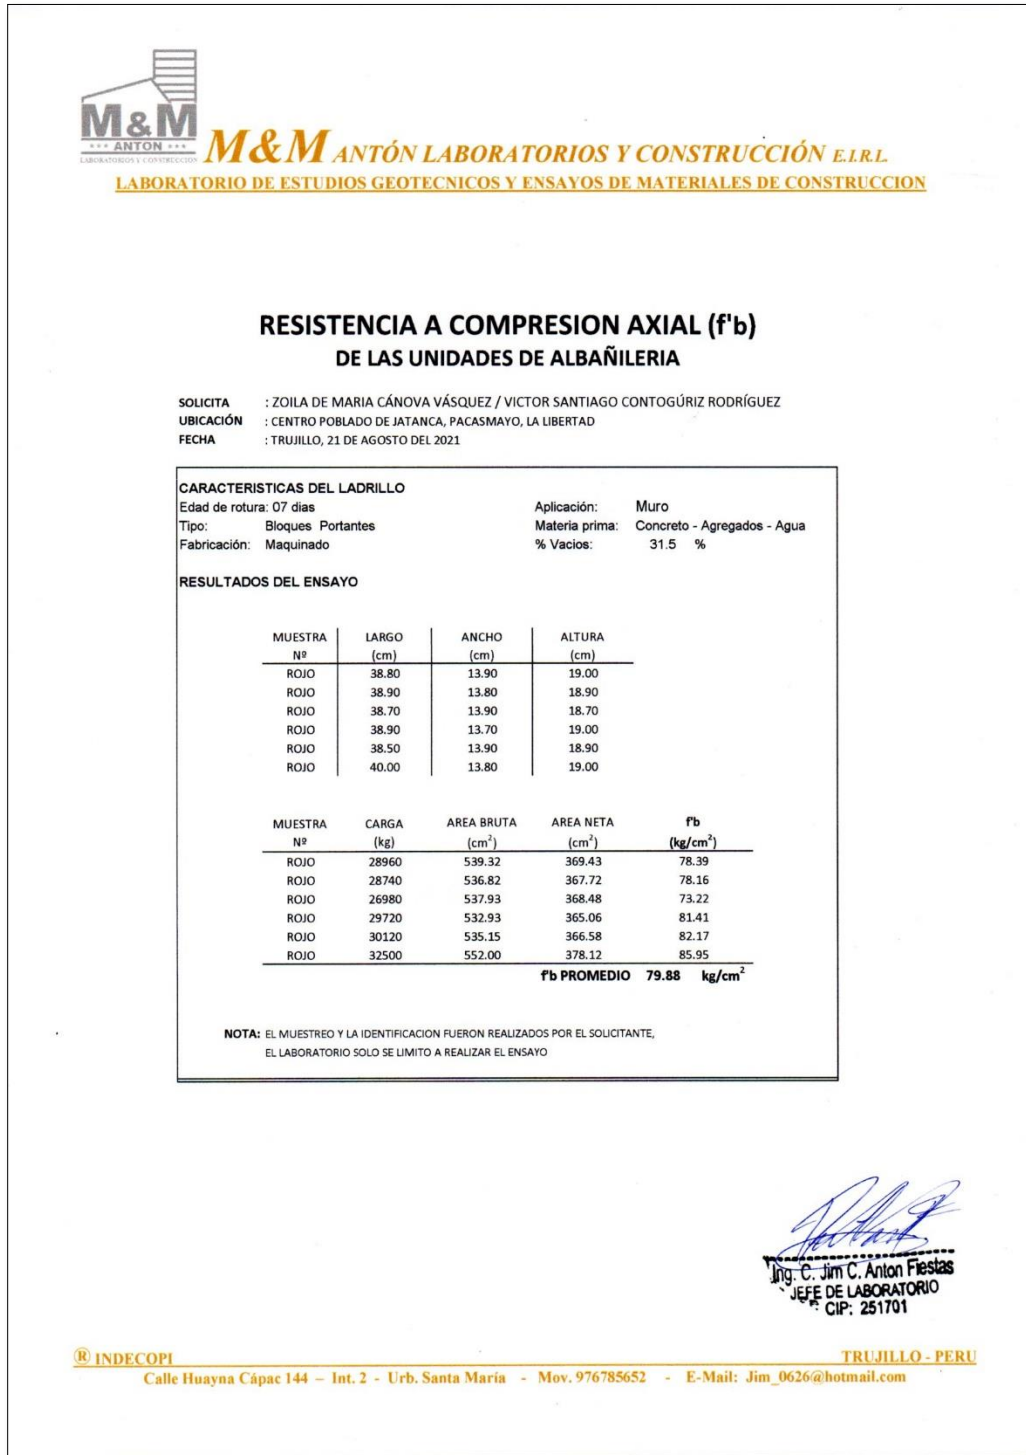 M&M
*** ANTON ***
LABORATORIOS Y CONSTRUCCION
M&M ANTÓN LABORATORIOS Y CONSTRUCCIÓN E.I.R.L.
LABORATORIO DE ESTUDIOS GEOTECNICOS Y ENSAYOS DE MATERIALES DE CONSTRUCCION
RESISTENCIA A COMPRESION AXIAL (f'b)
DE LAS UNIDADES DE ALBAÑILERIA
SOLICITA : ZOILA DE MARIA CÁNOVA VÁSQUEZ / VICTOR SANTIAGO CONTOGÚRIZ RODRÍGUEZ
UBICACIÓN : CENTRO POBLADO DE JATANCA, PACASMAYO, LA LIBERTAD
FECHA : TRUJILLO, 21 DE AGOSTO DEL 2021
CARACTERISTICAS DEL LADRILLO
Edad de rotura: 07 dias Aplicación: Muro
Tipo: Bloques Portantes Materia prima: Concreto - Agregados - Agua
Fabricación: Maquinado % Vacios: 31.5 %
RESULTADOS DEL ENSAYO
MUESTRA LARGO ANCHO ALTURA
Nº (cm) (cm) (cm)
ROJO 38.80 13.90 19.00
ROJO 38.90 13.80 18.90
ROJO 38.70 13.90 18.70
ROJO 38.90 13.70 19.00
ROJO 38.50 13.90 18.90
ROJO 40.00 13.80 19.00
MUESTRA CARGA AREA BRUTA AREA NETA f'b
Nº (kg) (cm²) (cm²) (kg/cm²)
ROJO 28960 539.32 369.43 78.39
ROJO 28740 536.82 367.72 78.16
ROJO 26980 537.93 368.48 73.22
ROJO 29720 532.93 365.06 81.41
ROJO 30120 535.15 366.58 82.17
ROJO 32500 552.00 378.12 85.95
f'b PROMEDIO 79.88 kg/cm²
NOTA: EL MUESTREO Y LA IDENTIFICACION FUERON REALIZADOS POR EL SOLICITANTE,
EL LABORATORIO SOLO SE LIMITO A REALIZAR EL ENSAYO
Ing. C. Jim C. Anton Fiestas
JEFE DE LABORATORIO
CIP: 251701
® INDECOPI TRUJILLO - PERU
Calle Huayna Cápac 144 – Int. 2 - Urb. Santa María - Mov. 976785652 - E-Mail: Jim_0626@hotmail.com